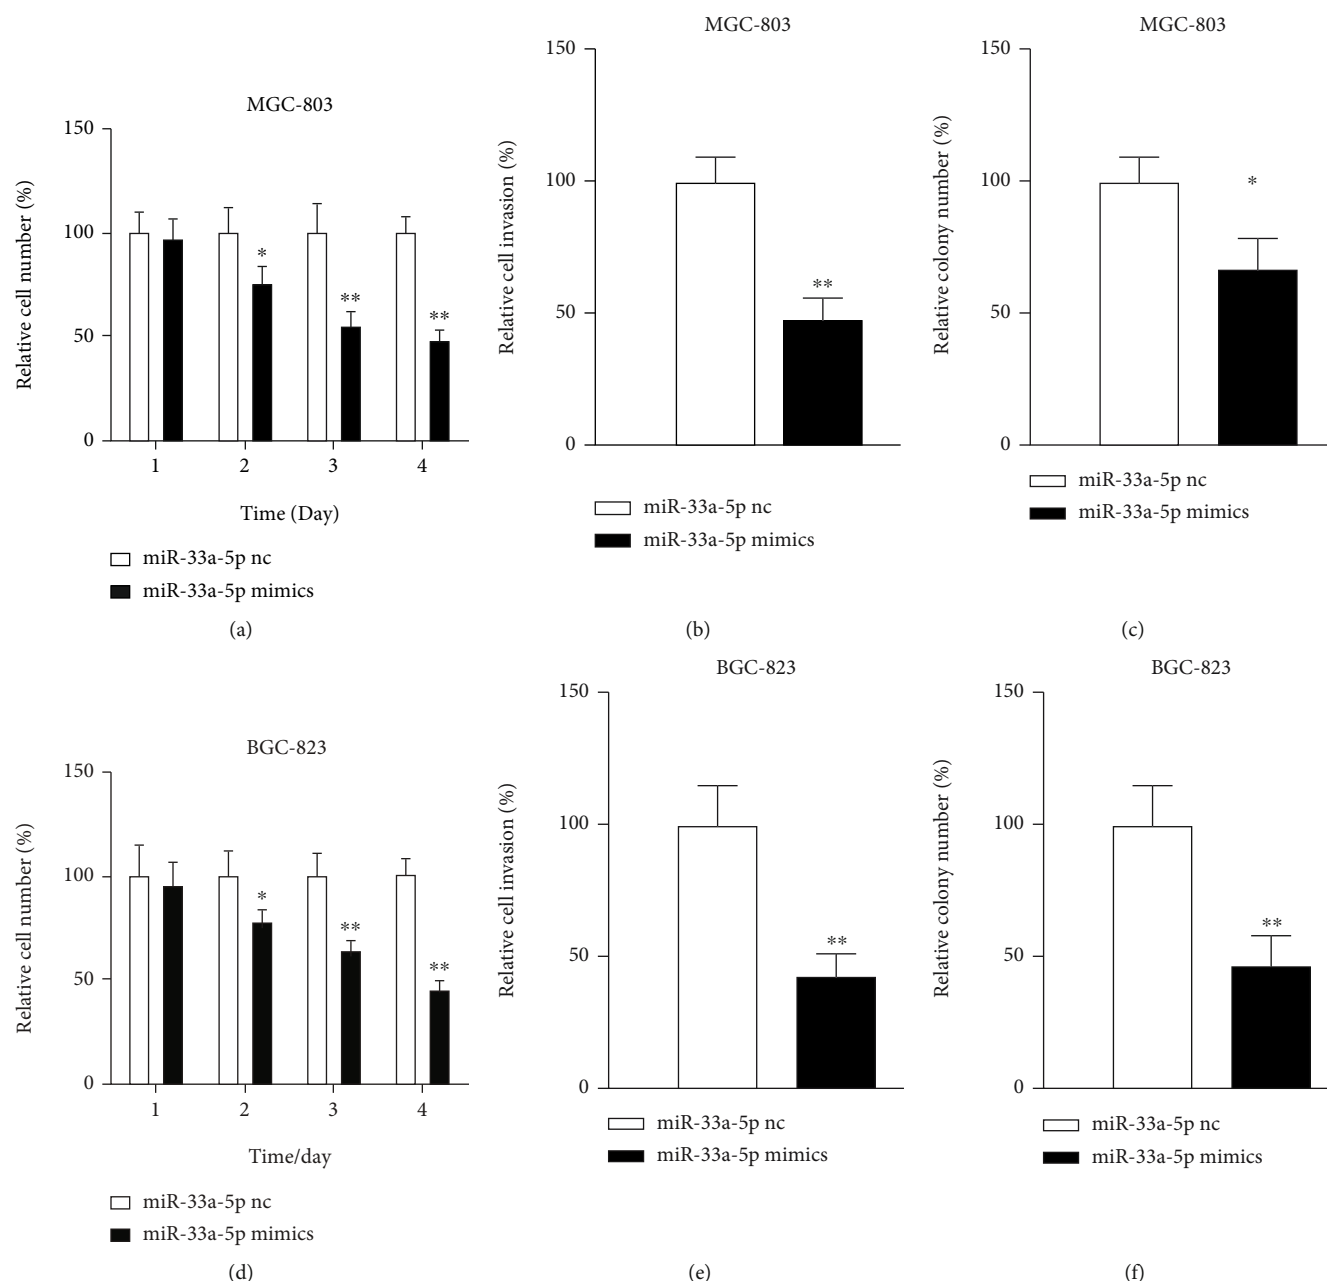 MGC-803
150
100
50
0
Relative cell number (%)
*
**
**
1 2 3 4
Time (Day)
miR-33a-5p nc
miR-33a-5p mimics
(a)
MGC-803
150
100
50
0
Relative cell invasion (%)
**
miR-33a-5p nc
miR-33a-5p mimics
(b)
MGC-803
150
100
50
0
Relative colony number (%)
*
miR-33a-5p nc
miR-33a-5p mimics
(c)
BGC-823
150
100
50
0
Relative cell number (%)
*
**
**
1 2 3 4
Time/day
miR-33a-5p nc
miR-33a-5p mimics
(d)
BGC-823
150
100
50
0
Relative cell invasion (%)
**
miR-33a-5p nc
miR-33a-5p mimics
(e)
BGC-823
150
100
50
0
Relative colony number (%)
**
miR-33a-5p nc
miR-33a-5p mimics
(f)